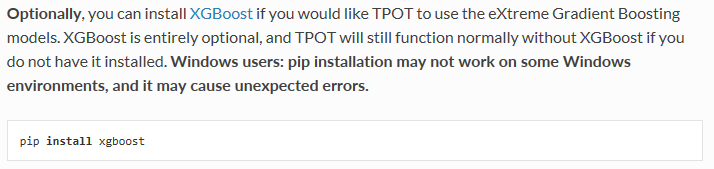 Optionally, you can install XGBoost if you would like TPOT to use the eXtreme Gradient Boosting
models. XGBoost is entirely optional, and TPOT will still function normally without XGBoost if you
do not have it installed. Windows users: pip installation may not work on some Windows
environments, and it may cause unexpected errors.
pip install xgboost